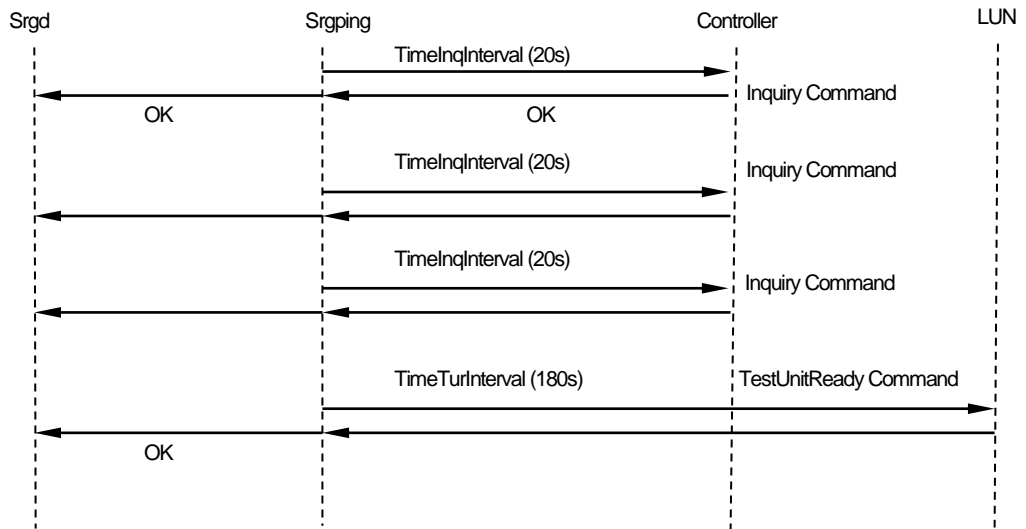 Srgd Srgping Controller LUN
TimeInqInterval (20s)
Inquiry Command
OK OK
TimeInqInterval (20s) Inquiry Command
TimeInqInterval (20s)
Inquiry Command
TimeTurInterval (180s) TestUnitReady Command
OK